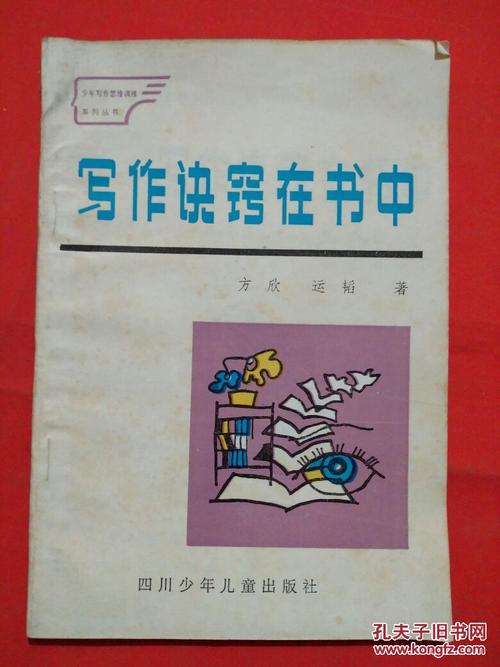 少年写作思维训练
系列丛书
写作诀窍在书中
方欣 运韬 著
四川少年儿童出版社
孔夫子旧书网
www.kongfz.com